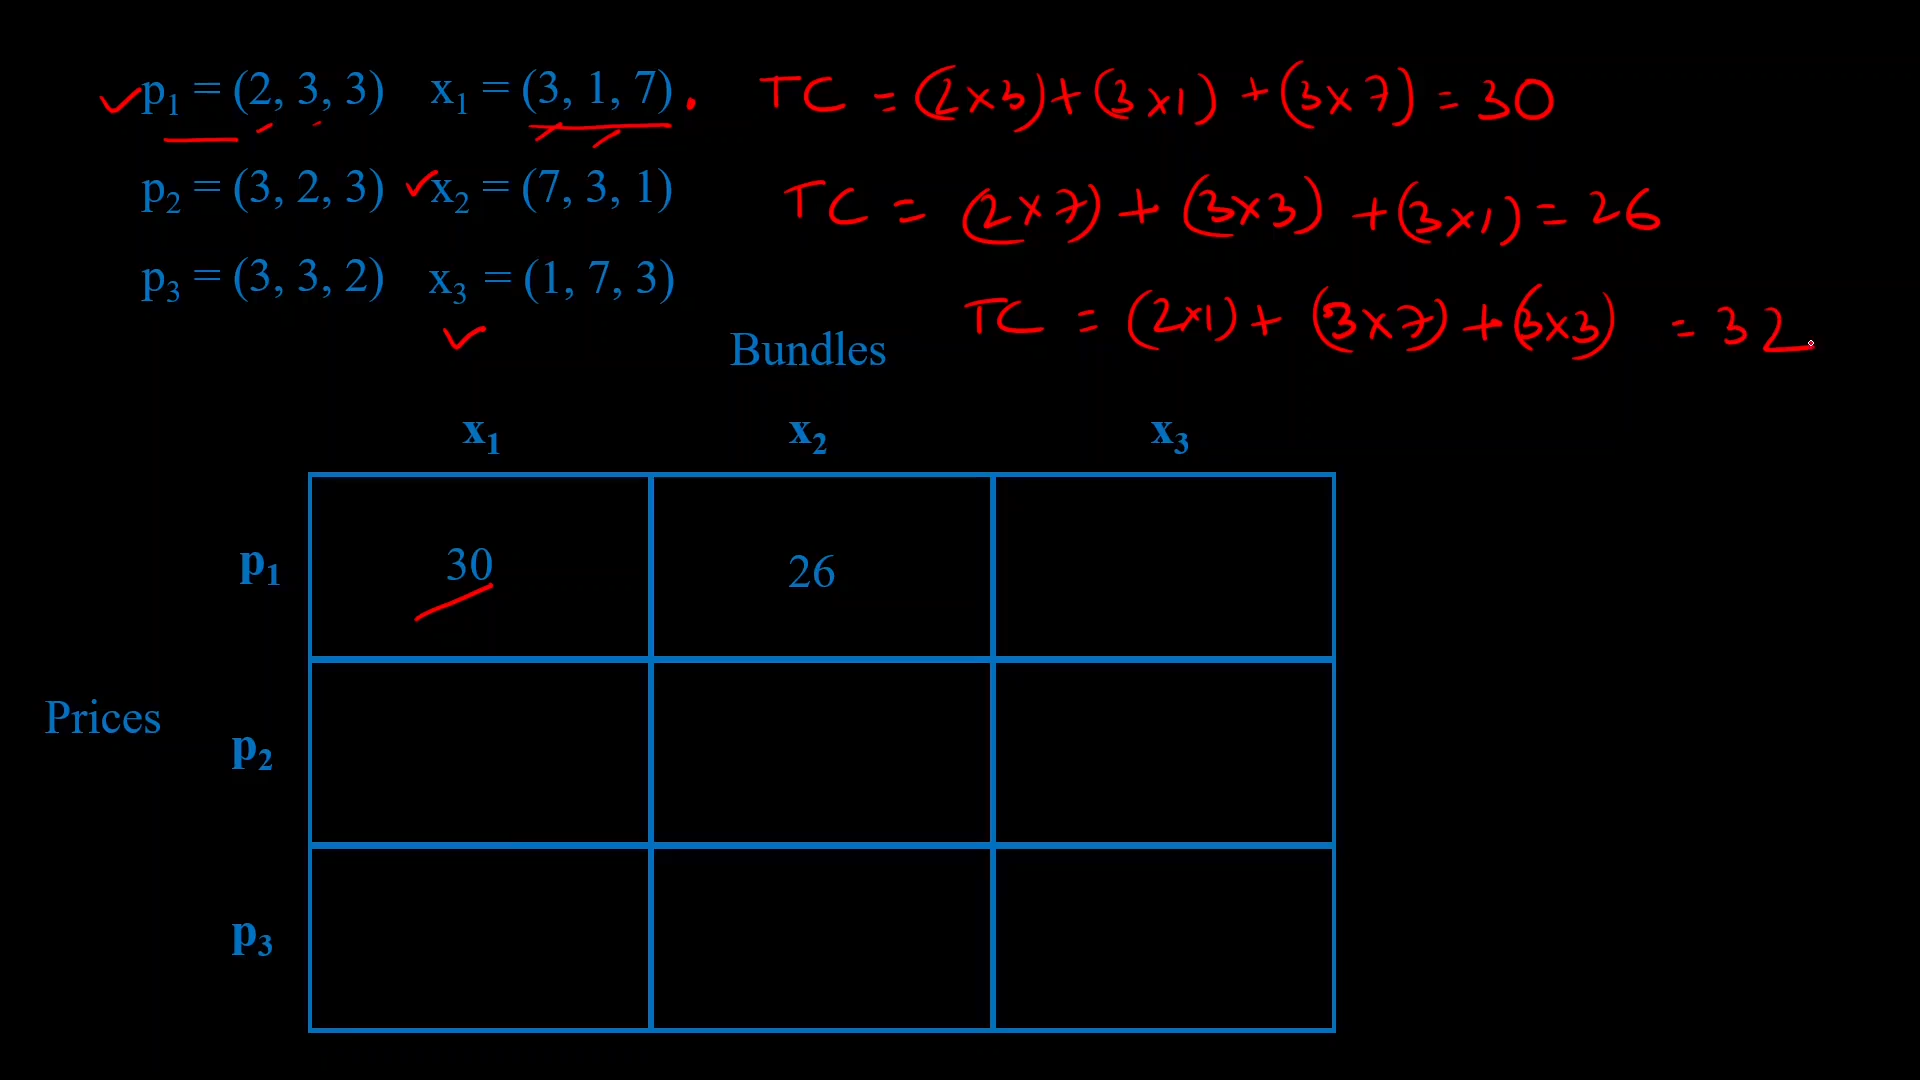 p₁ = (2, 3, 3) x₁ = (3, 1, 7) . TC = (2×3)+(3×1)+(3×7) = 30
p₂ = (3, 2, 3) x₂ = (7, 3, 1) TC = (2×7)+(3×3)+(3×1) = 26
p₃ = (3, 3, 2) x₃ = (1, 7, 3) TC = (2×1)+(3×7)+(3×3) = 32
Bundles
x₁ x₂ x₃
p₁ 30 26
Prices
p₂
p₃